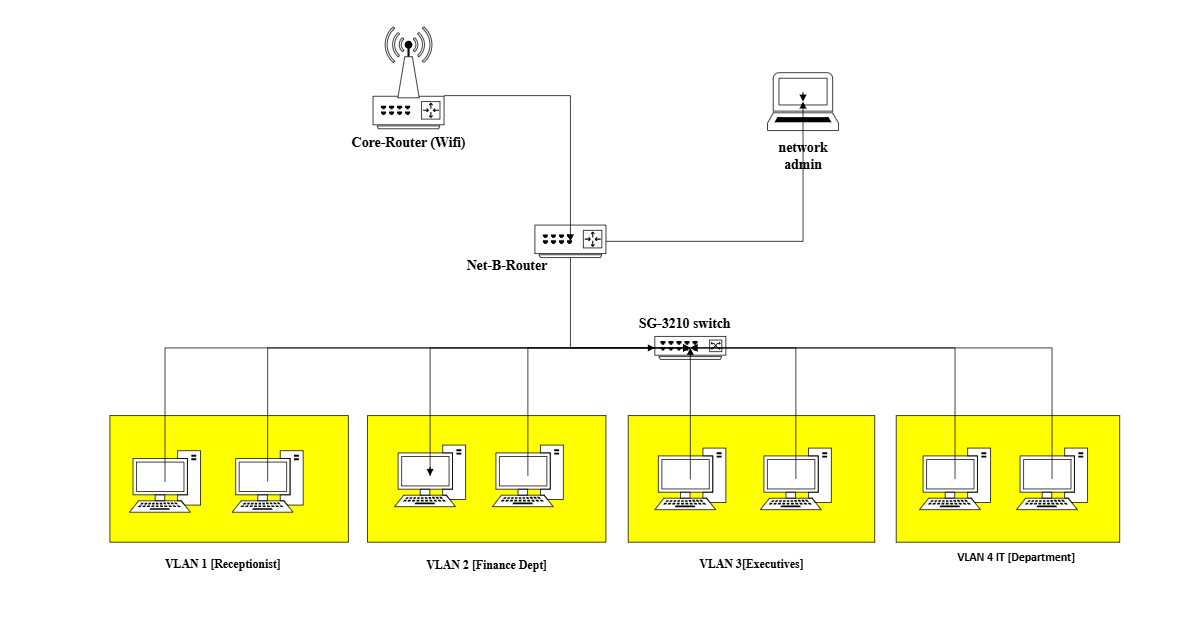 Core-Router (Wifi)
network
admin
Net-B-Router
SG-3210 switch
VLAN 1 [Receptionist]
VLAN 2 [Finance Dept]
VLAN 3[Executives]
VLAN 4 IT [Department]